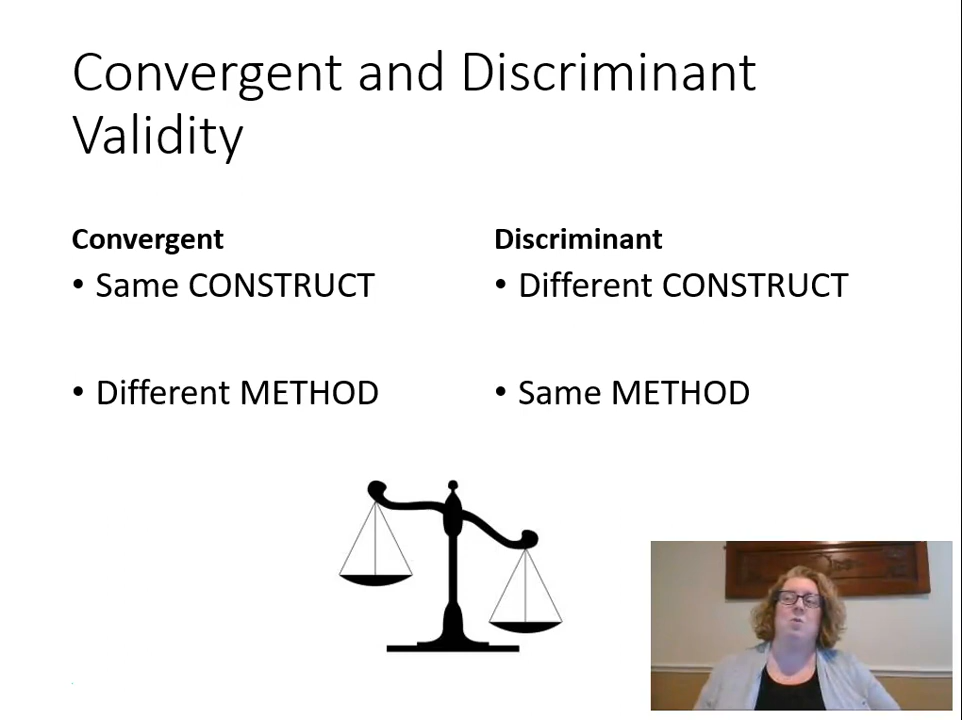 Convergent and Discriminant
Validity
Convergent
• Same CONSTRUCT
• Different METHOD
Discriminant
• Different CONSTRUCT
• Same METHOD